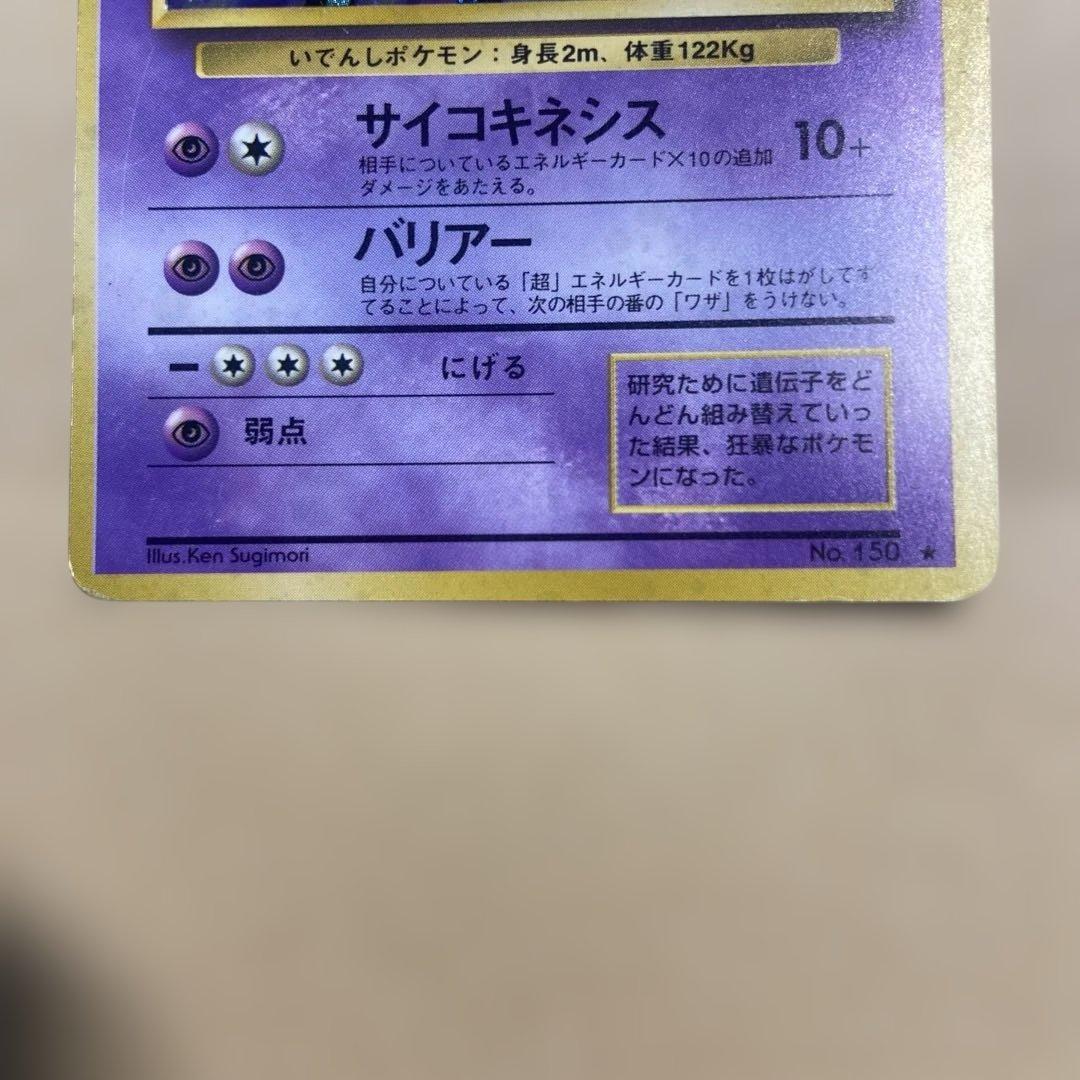 いでんしポケモン：身長2m、体重122Kg
サイコキネシス 10+
相手についているエネルギーカード×10の追加
ダメージをあたえる。
バリアー
自分についている「超」エネルギーカードを1枚はがしてす
てることによって、次の相手の番の「ワザ」をうけない。
にげる
弱点
研究ために遺伝子をど
んどん組み替えていっ
た結果、狂暴なポケモ
ンになった。
Illus.Ken Sugimori
No. 150 ★